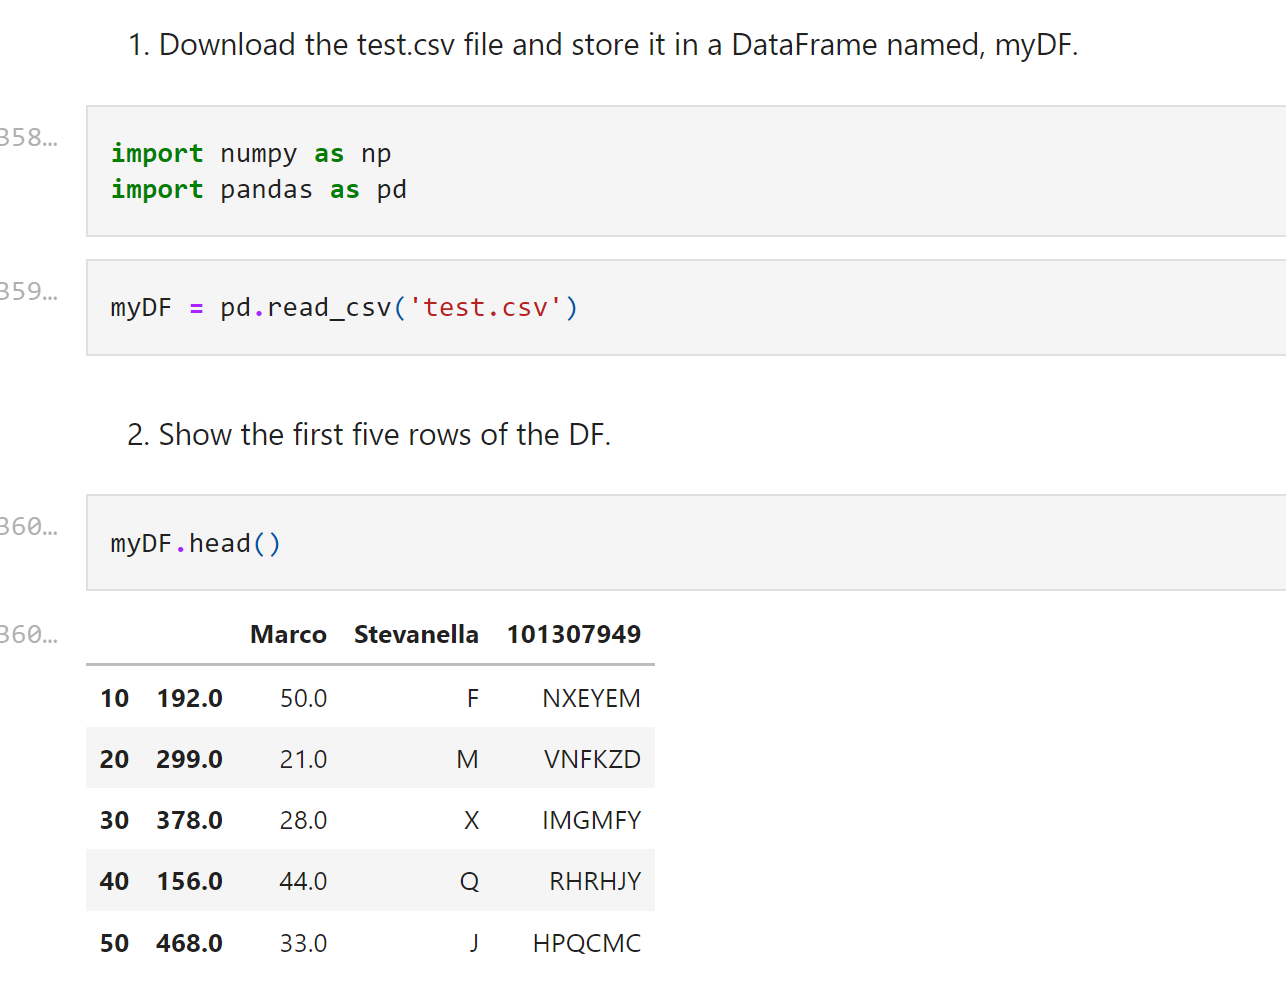 1. Download the test.csv file and store it in a DataFrame named, myDF.
358…
import numpy as np
import pandas as pd
359…
myDF = pd.read_csv('test.csv')
2. Show the first five rows of the DF.
360…
myDF.head()
360…
Marco Stevanella 101307949
10 192.0 50.0 F NXEYEM
20 299.0 21.0 M VNFKZD
30 378.0 28.0 X IMGMFY
40 156.0 44.0 Q RHRHJY
50 468.0 33.0 J HPQCMC